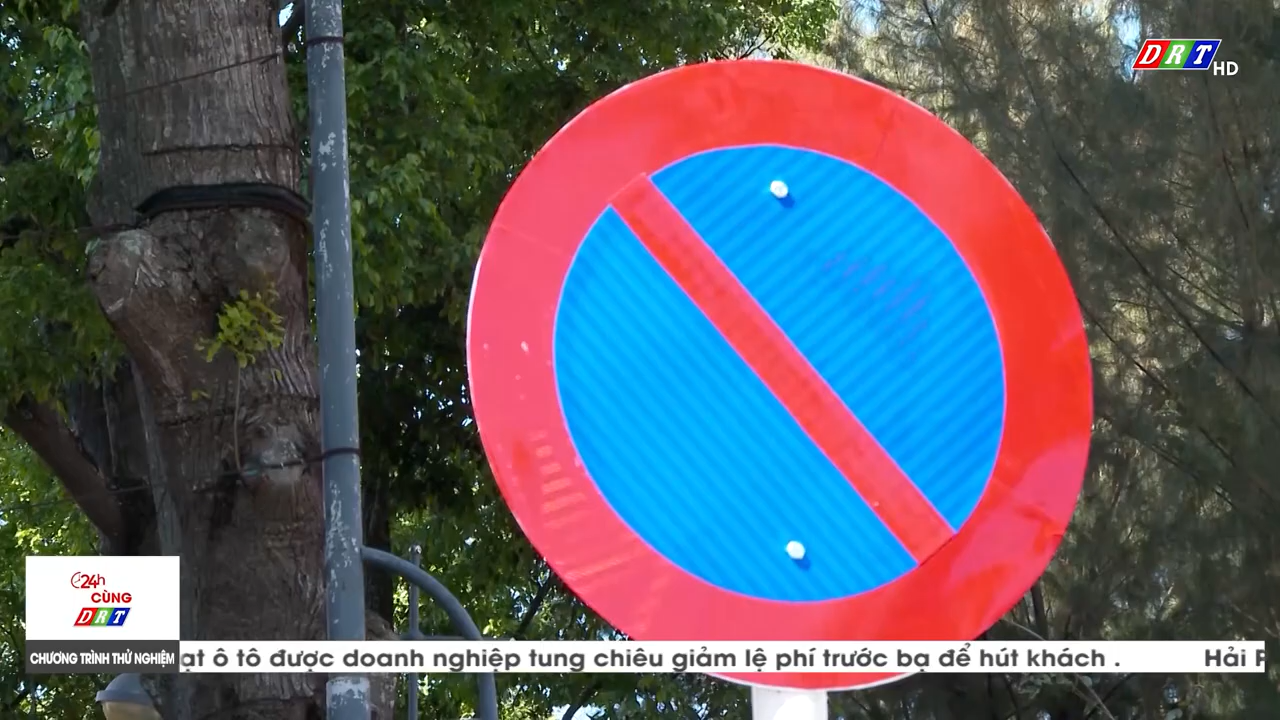 DRT HD
24h
CÙNG
DRT
CHƯƠNG TRÌNH THỬ NGHIỆM
ô tô được doanh nghiệp tung chiêu giảm lệ phí trước bạ để hút khách . Hải